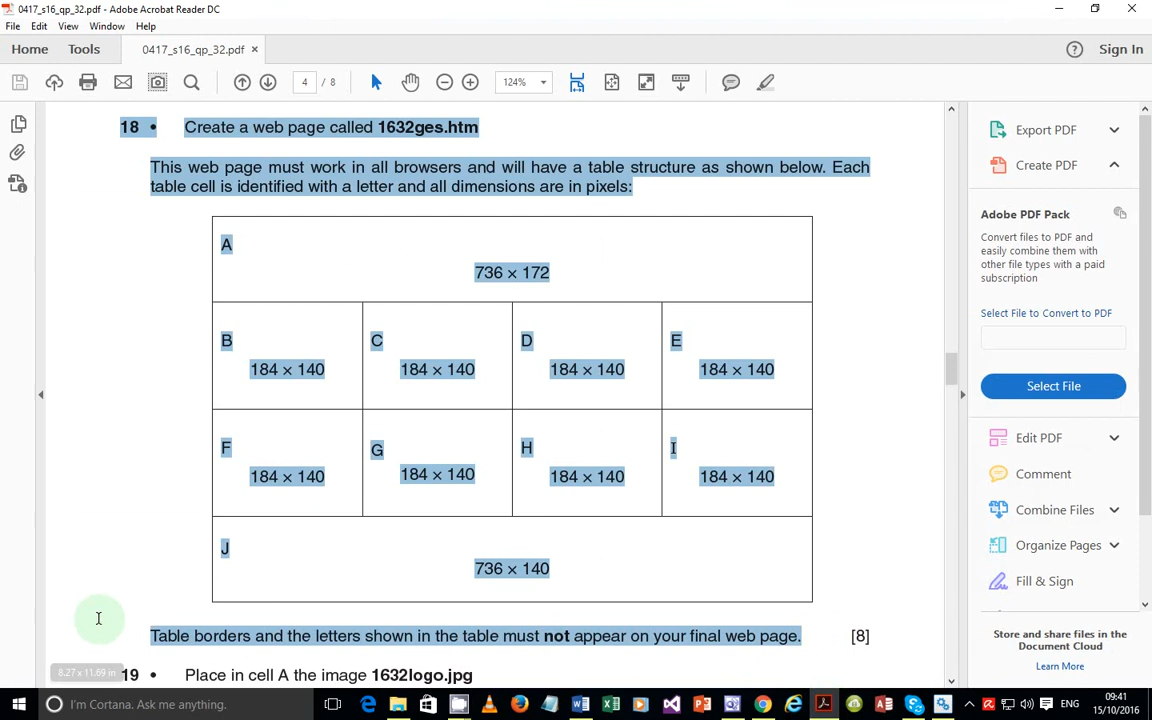 0417_s16_qp_32.pdf - Adobe Acrobat Reader DC
File Edit View Window Help
Home Tools 0417_s16_qp_32.pdf × Sign In
4 / 8 124%
18 • Create a web page called 1632ges.htm
This web page must work in all browsers and will have a table structure as shown below. Each
table cell is identified with a letter and all dimensions are in pixels:
A
736 × 172
B C D E
184 × 140 184 × 140 184 × 140 184 × 140
F G H I
184 × 140 184 × 140 184 × 140 184 × 140
J
736 × 140
Table borders and the letters shown in the table must not appear on your final web page. [8]
8.27 x 11.69 in
19 • Place in cell A the image 1632logo.jpg
Export PDF
Create PDF
Adobe PDF Pack
Convert files to PDF and
easily combine them with
other file types with a paid
subscription
Select File to Convert to PDF
Select File
Edit PDF
Comment
Combine Files
Organize Pages
Fill & Sign
Store and share files in the
Document Cloud
Learn More
I'm Cortana. Ask me anything.
ENG
09:41
15/10/2016